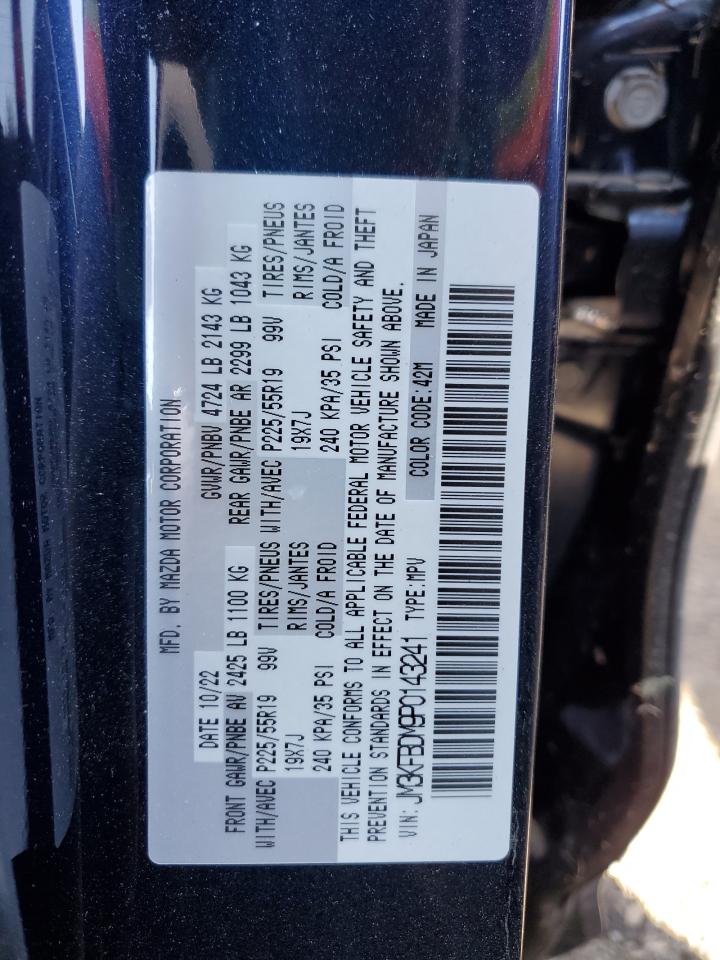 MFD. BY MAZDA MOTOR CORPORATION
DATE 10/22 GVWR/PNBV 4724 LB 2143 KG
FRONT GAWR/PNBE AV 2425 LB 1100 KG REAR GAWR/PNBE AR 2299 LB 1043 KG
WITH/AVEC P225/55R19 99V TIRES/PNEUS WITH/AVEC P225/55R19 99V TIRES/PNEUS
19X7J RIMS/JANTES 19X7J RIMS/JANTES
240 KPA/35 PSI COLD/A FROID 240 KPA/35 PSI COLD/A FROID
THIS VEHICLE CONFORMS TO ALL APPLICABLE FEDERAL MOTOR VEHICLE SAFETY AND THEFT
PREVENTION STANDARDS IN EFFECT ON THE DATE OF MANUFACTURE SHOWN ABOVE.
VIN: JM3KFBDM9P0143241 TYPE:MPV COLOR CODE:42M MADE IN JAPAN